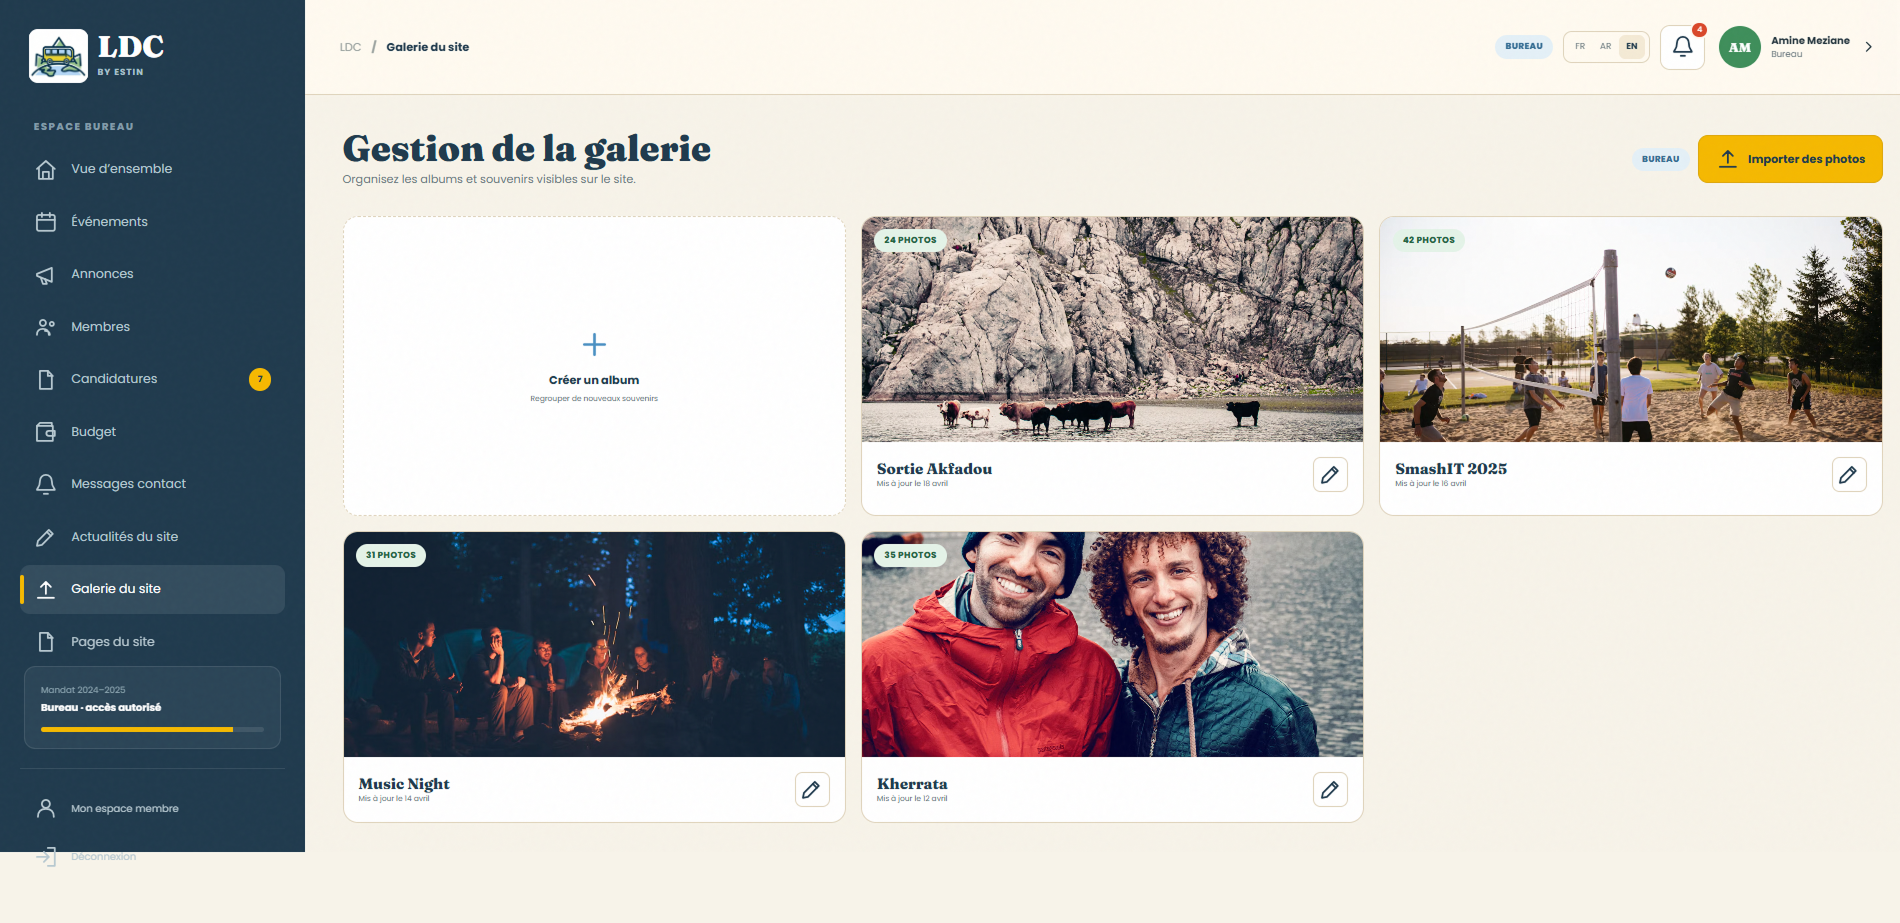 LDC
BY ESTIN
ESPACE BUREAU
Vue d’ensemble
Événements
Annonces
Membres
Candidatures 7
Budget
Messages contact
Actualités du site
Galerie du site
Pages du site
Mandat 2024–2025
Bureau · accès autorisé
Mon espace membre
Déconnexion
LDC / Galerie du site
BUREAU FR AR EN 4 AM Amine Meziane
Bureau
Gestion de la galerie
Organisez les albums et souvenirs visibles sur le site.
BUREAU Importer des photos
Créer un album
Regrouper de nouveaux souvenirs
24 PHOTOS
Sortie Akfadou
Mis à jour le 18 avril
42 PHOTOS
SmashIT 2025
Mis à jour le 16 avril
31 PHOTOS
Music Night
Mis à jour le 14 avril
35 PHOTOS
Kherrata
Mis à jour le 12 avril